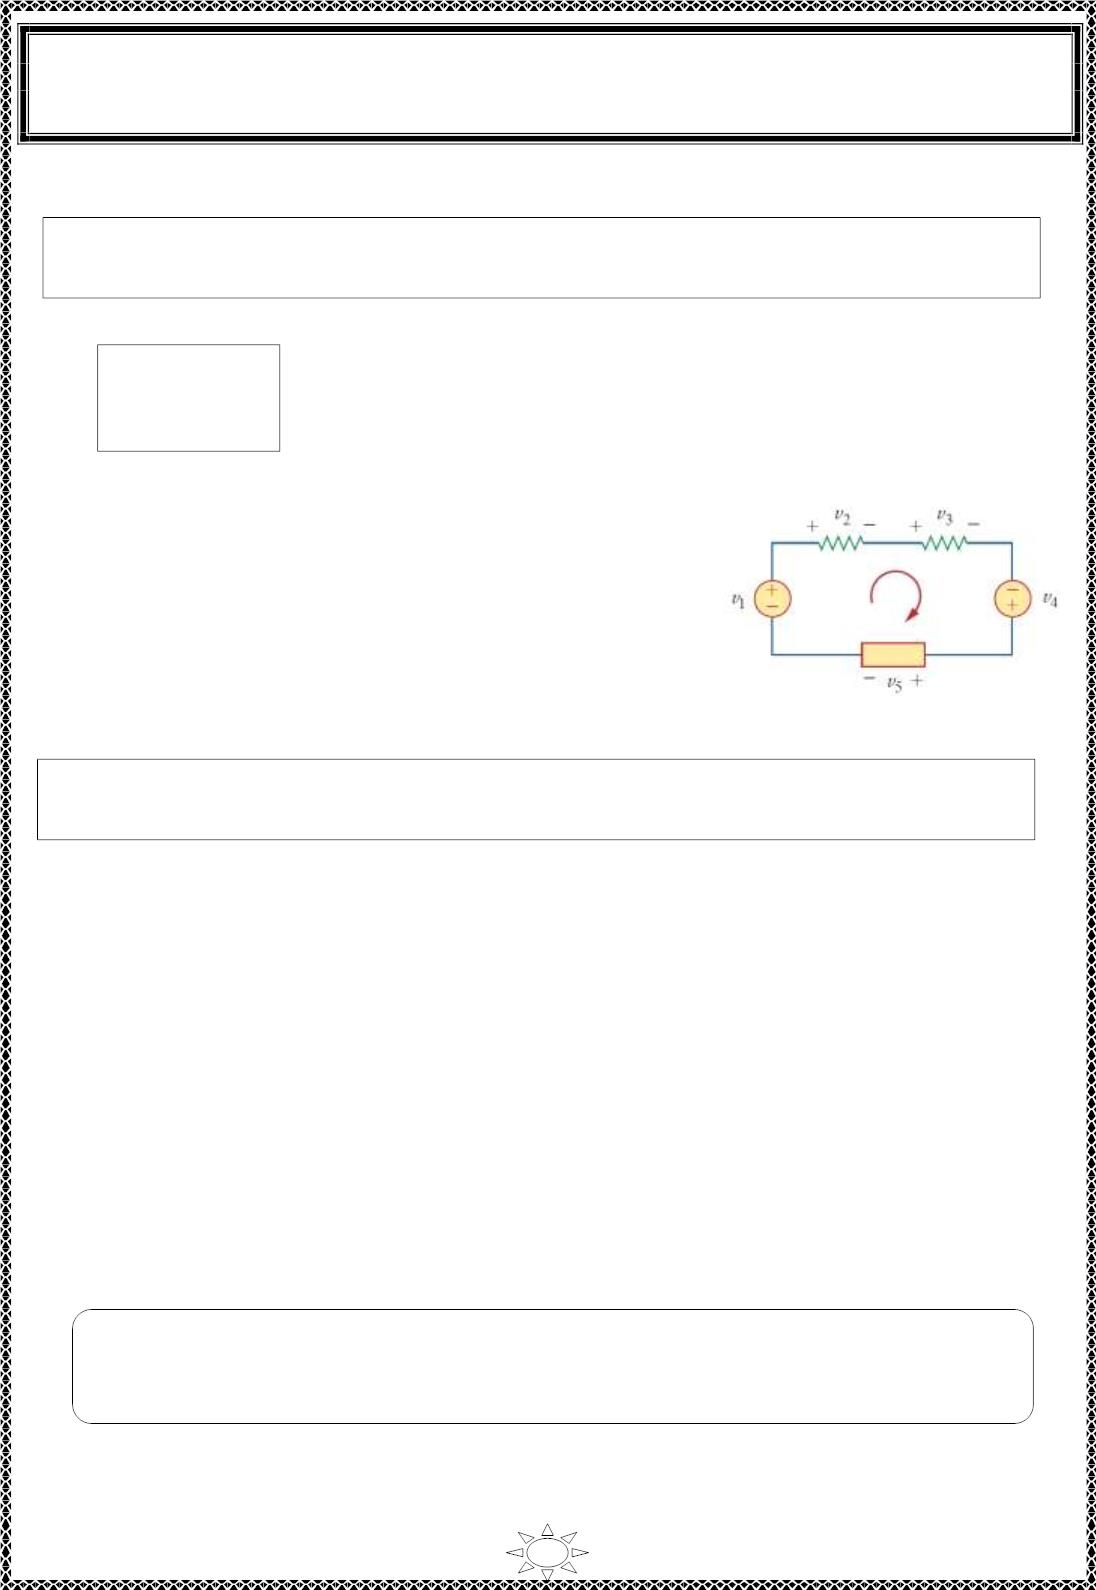 + v2 − + v3 −
v1 + − − + v4
− v5 +